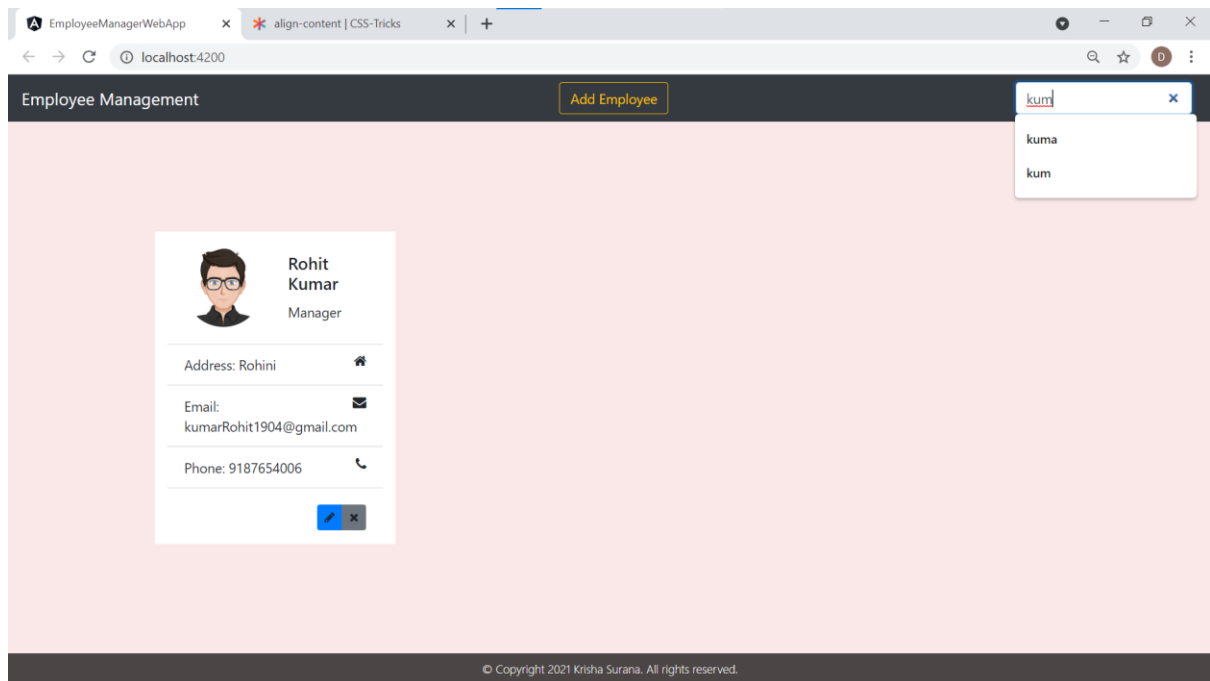 EmployeeManagerWebApp
align-content | CSS-Tricks
localhost:4200
D
Employee Management
Add Employee
kum
kuma
kum
Rohit
Kumar
Manager
Address: Rohini
Email:
kumarRohit1904@gmail.com
Phone: 9187654006
© Copyright 2021 Krisha Surana. All rights reserved.